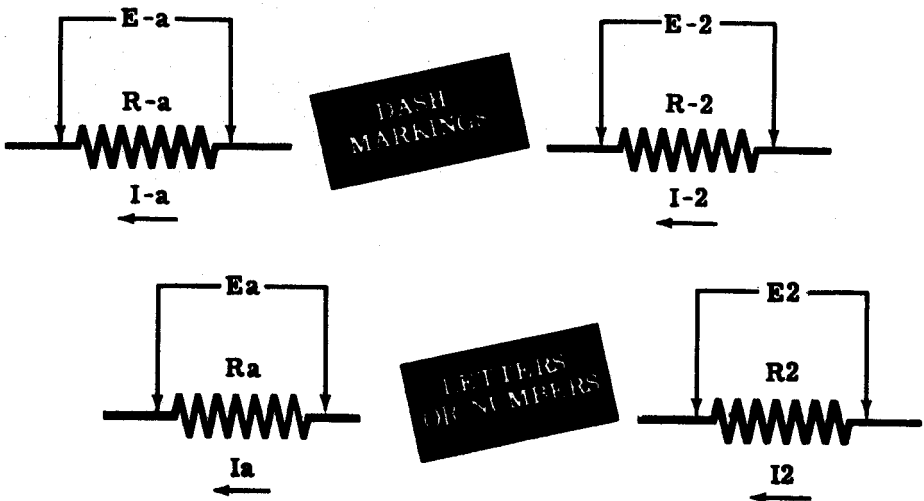 E-a
R-a
I-a
DASH
MARKINGS
E-2
R-2
I-2
Ea
Ra
Ia
LETTERS
OR NUMBERS
E2
R2
I2